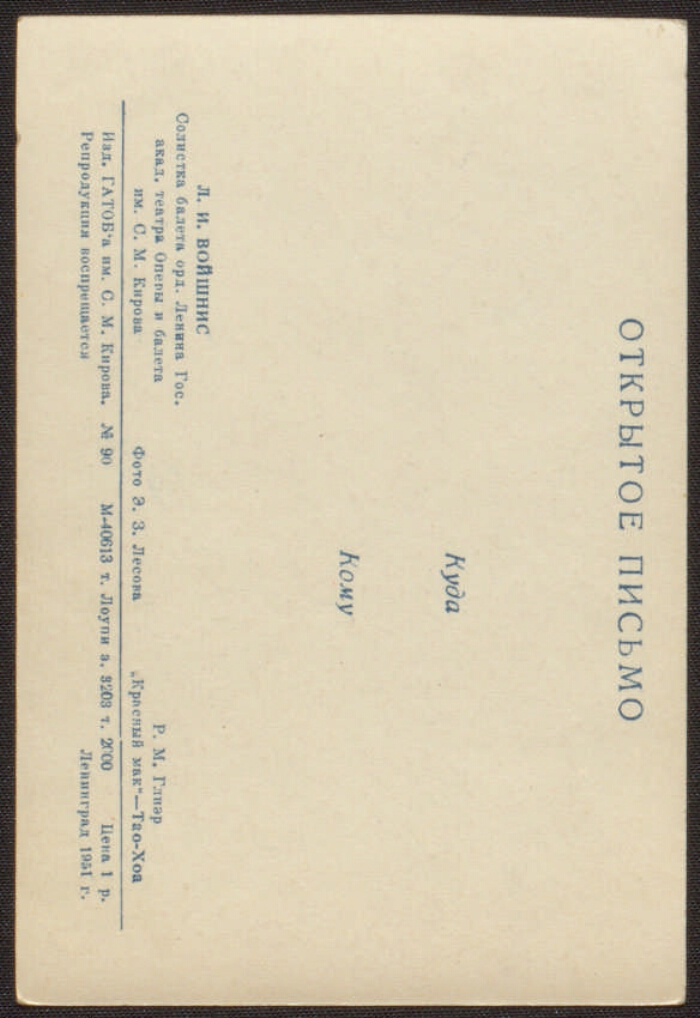 ОТКРЫТОЕ ПИСЬМО
Куда
Кому
Л. И. ВОЙШНИС
Солистка балета орд. Ленина Гос.
акад. театра Оперы и балета
им. С. М. Кирова
Фото Э. З. Лесова
Р. М. Глиэр
„Красный мак“—Тао-Хоа
Изд. ГАТОБ'а им. С. М. Кирова. № 90 М-40613 т. Лоупи з. 3203 т. 2000 Цена 1 р.
Репродукция воспрещается Ленинград 1951 г.